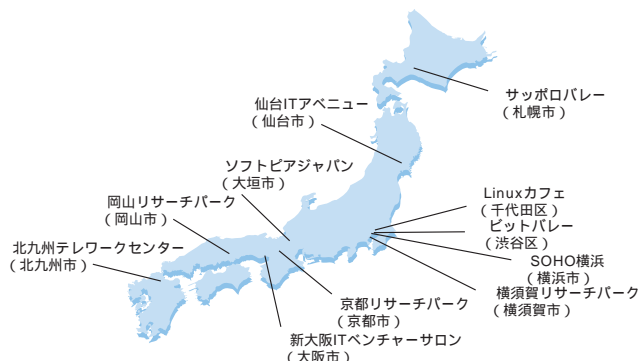 サッポロバレー
（札幌市）
仙台ITアベニュー
（仙台市）
ソフトピアジャパン
（大垣市）
岡山リサーチパーク
（岡山市）
北九州テレワークセンター
（北九州市）
Linuxカフェ
（千代田区）
ビットバレー
（渋谷区）
SOHO横浜
（横浜市）
横須賀リサーチパーク
（横須賀市）
京都リサーチパーク
（京都市）
新大阪ITベンチャーサロン
（大阪市）